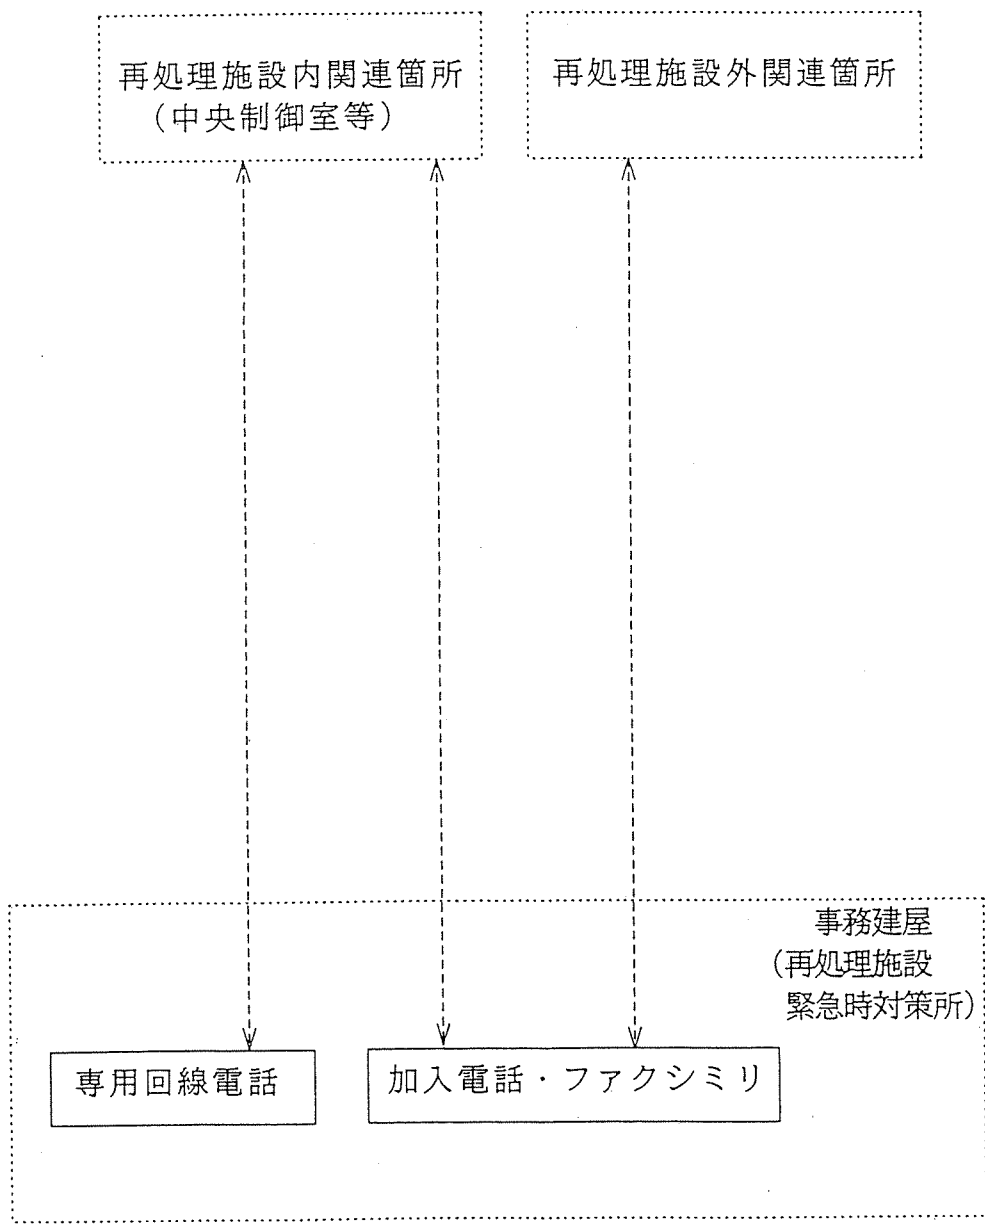 再処理施設内関連箇所
(中央制御室等)
再処理施設外関連箇所
事務建屋
(再処理施設
緊急時対策所)
専用回線電話
加入電話・ファクシミリ